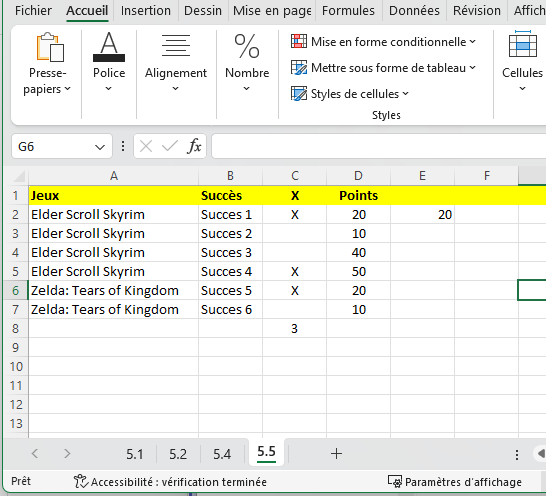 Fichier Accueil Insertion Dessin Mise en page Formules Données Révision Affich
Presse-papiers
Police
Alignement
Nombre
Mise en forme conditionnelle
Mettre sous forme de tableau
Styles de cellules
Styles
Cellules
G6 fx
A B C D E F
1 Jeux Succès X Points
2 Elder Scroll Skyrim Succes 1 X 20 20
3 Elder Scroll Skyrim Succes 2 10
4 Elder Scroll Skyrim Succes 3 40
5 Elder Scroll Skyrim Succes 4 X 50
6 Zelda: Tears of Kingdom Succes 5 X 20
7 Zelda: Tears of Kingdom Succes 6 10
8 3
9
10
11
12
13
5.1 5.2 5.4 5.5 +
Prêt Accessibilité : vérification terminée Paramètres d'affichage